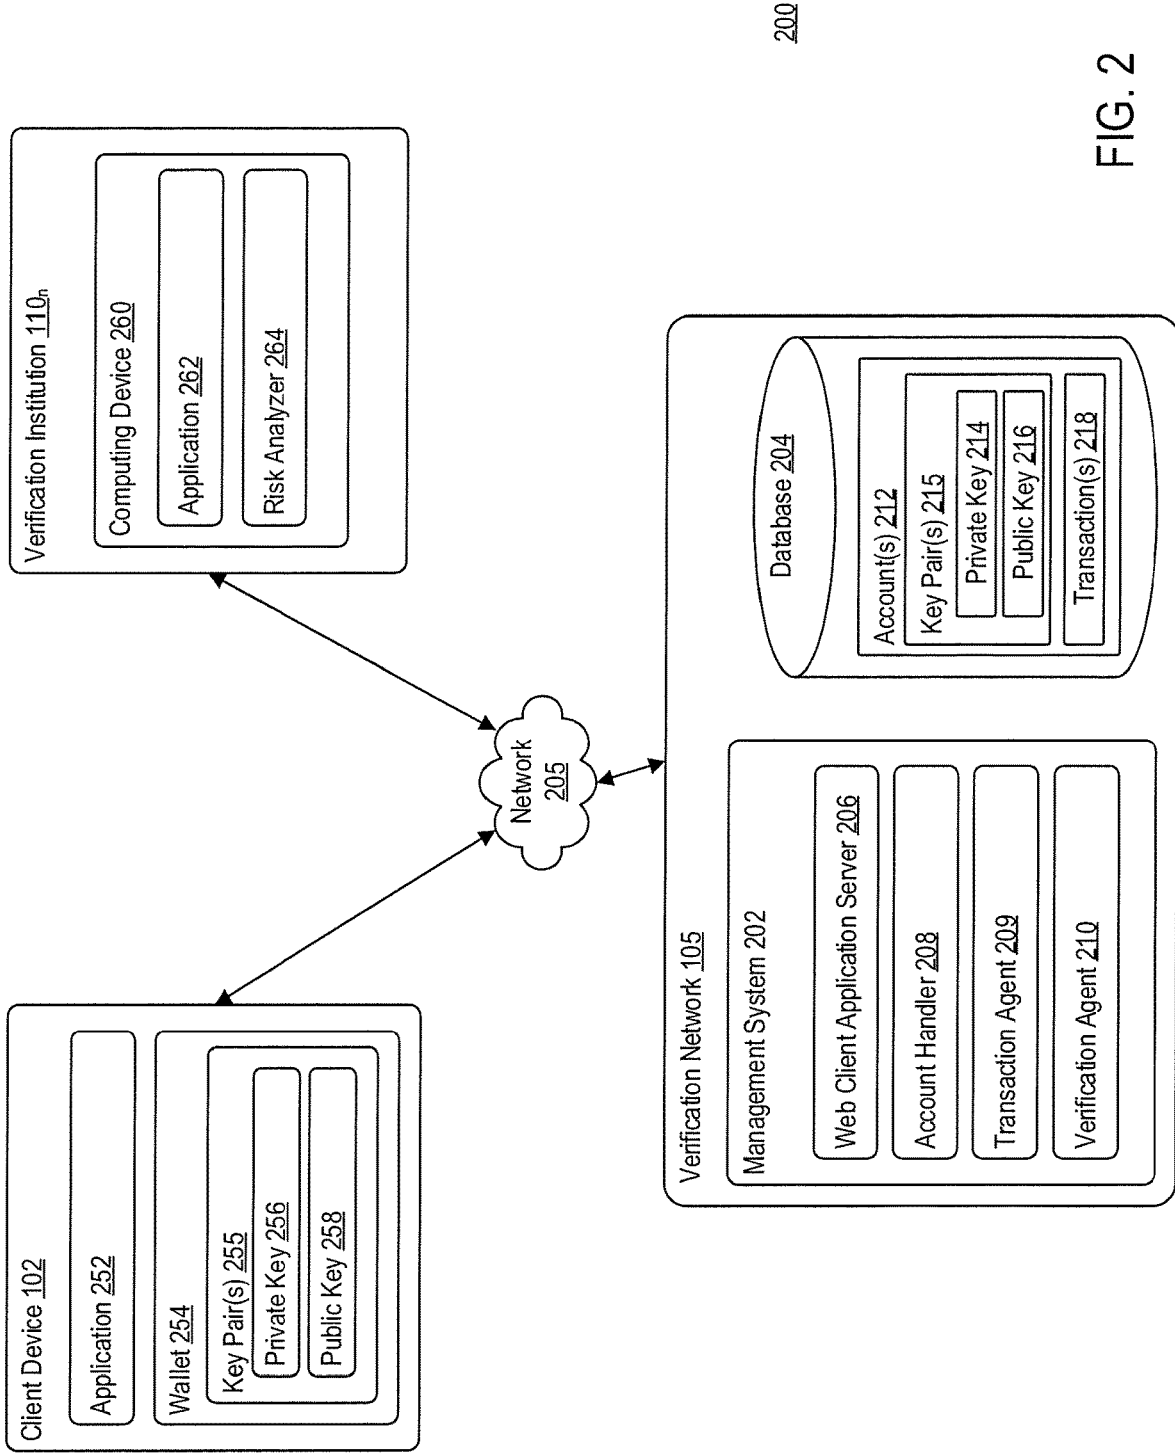 Client Device 102
Application 252
Wallet 254
Key Pair(s) 255
Private Key 256
Public Key 258
Verification Institution 110n
Computing Device 260
Application 262
Risk Analyzer 264
Network
205
Verification Network 105
Management System 202
Web Client Application Server 206
Account Handler 208
Transaction Agent 209
Verification Agent 210
Database 204
Account(s) 212
Key Pair(s) 215
Private Key 214
Public Key 216
Transaction(s) 218
200
FIG. 2